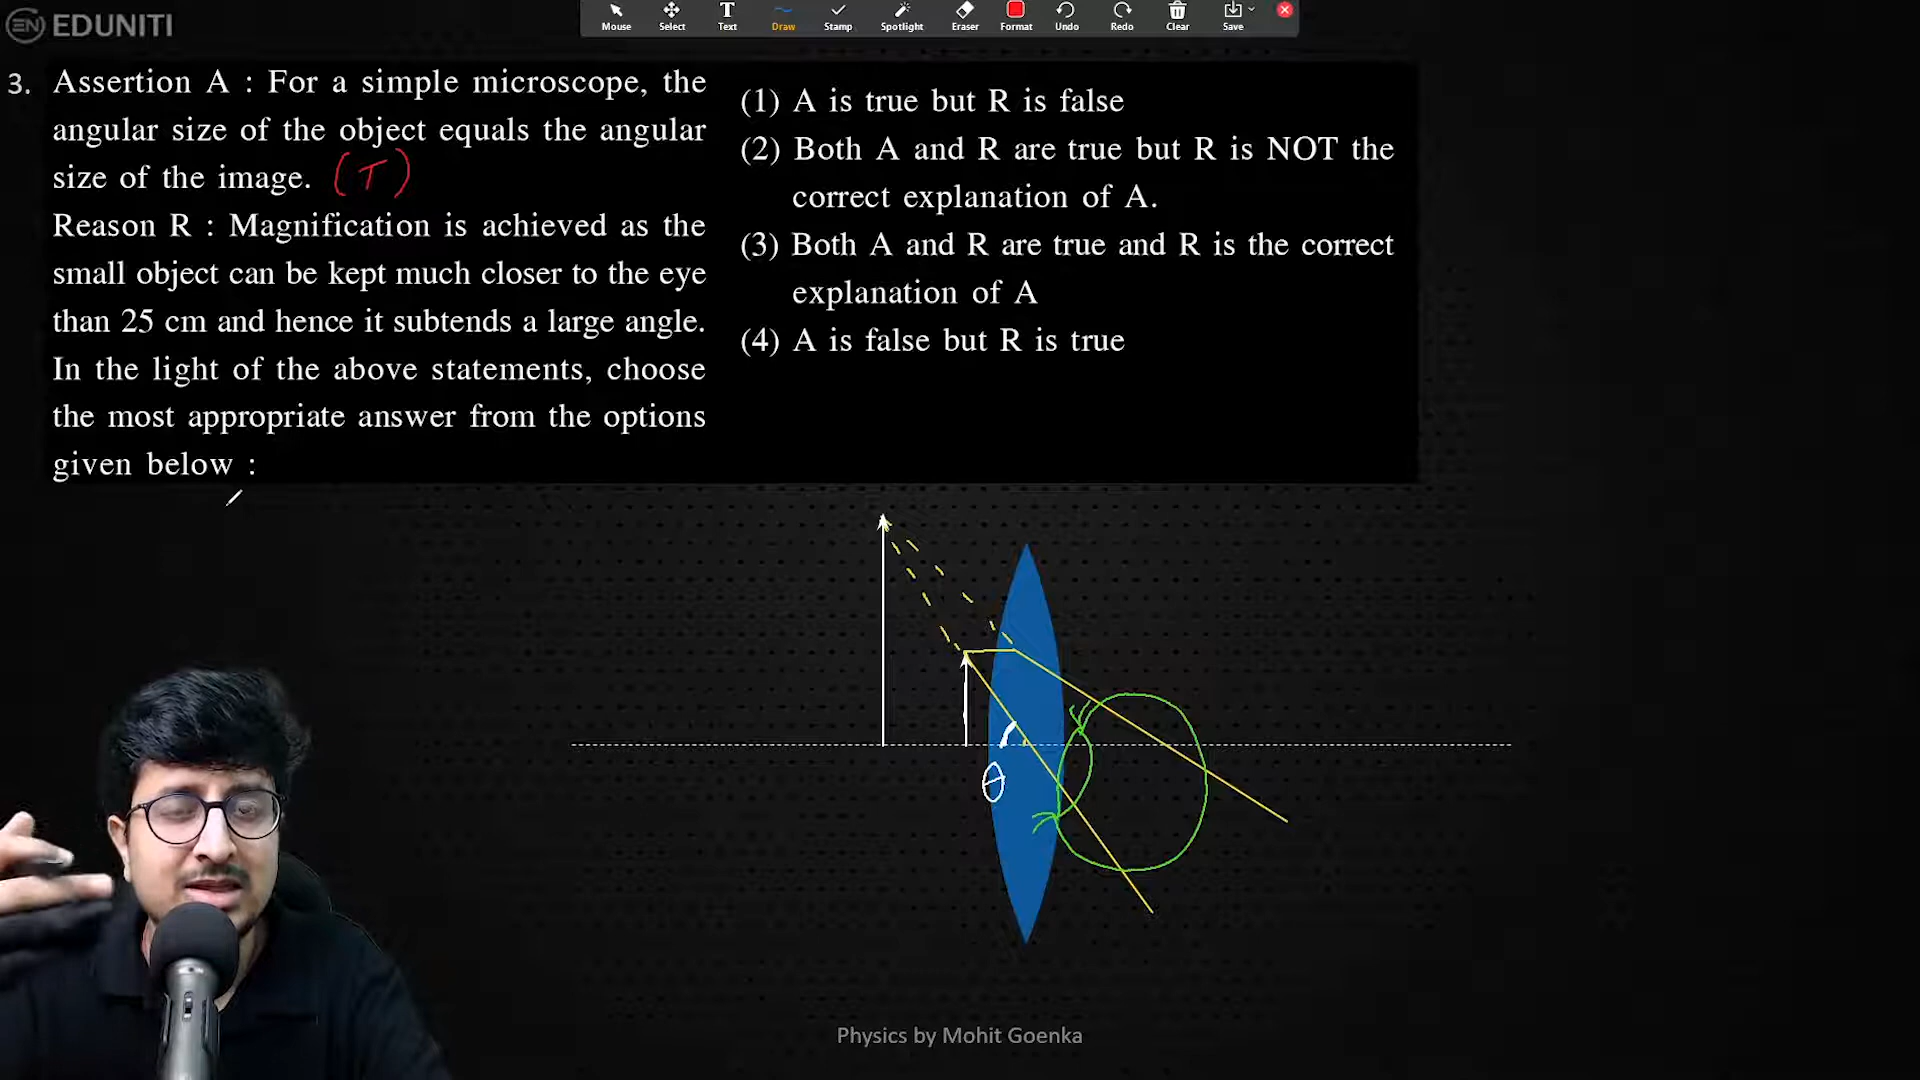 EN EDUNITI
Mouse Select Text Draw Stamp Spotlight Eraser Format Undo Redo Clear Save
3. Assertion A : For a simple microscope, the
angular size of the object equals the angular
size of the image. (T)
Reason R : Magnification is achieved as the
small object can be kept much closer to the eye
than 25 cm and hence it subtends a large angle.
In the light of the above statements, choose
the most appropriate answer from the options
given below :
(1) A is true but R is false
(2) Both A and R are true but R is NOT the
correct explanation of A.
(3) Both A and R are true and R is the correct
explanation of A
(4) A is false but R is true
θ
Physics by Mohit Goenka